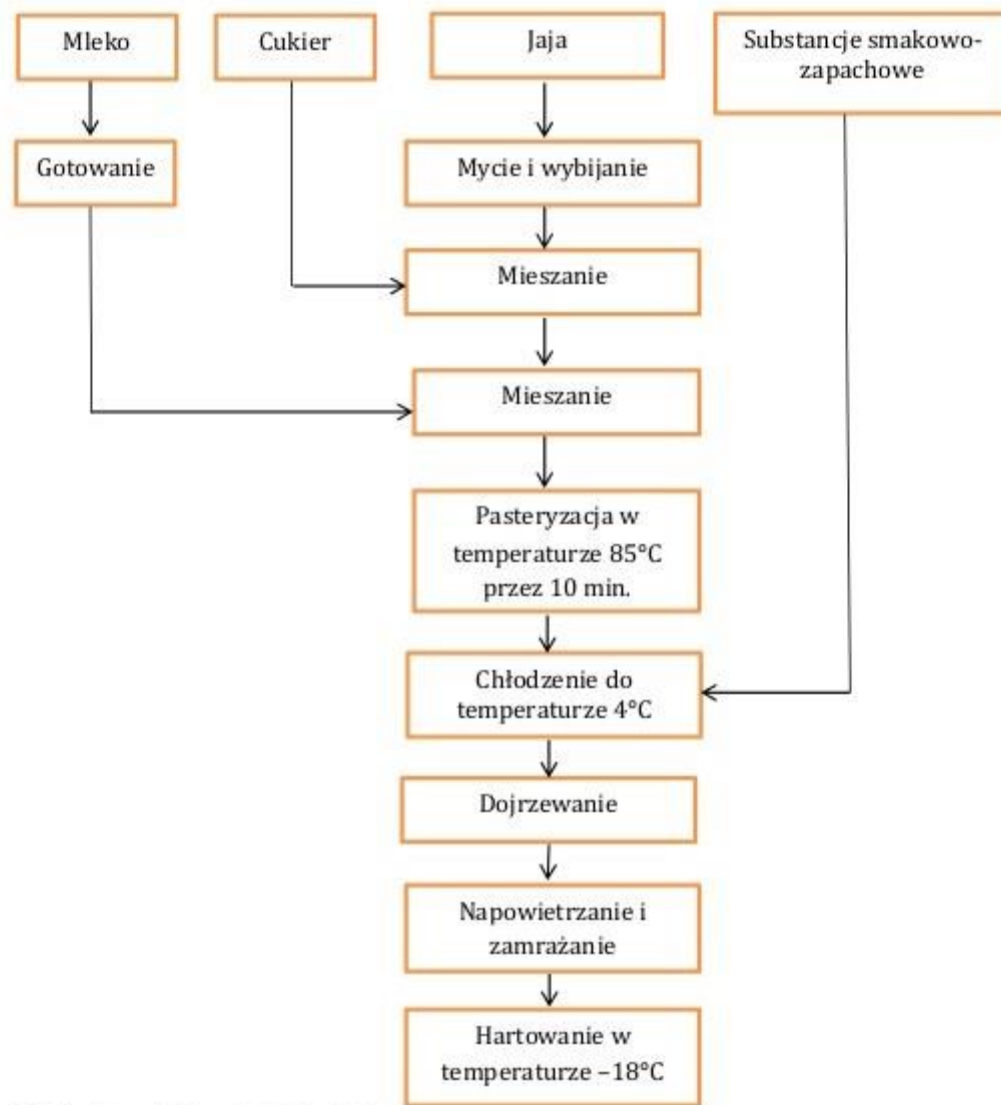 Mleko
Cukier
Jaja
Substancje smakowo-
zapachowe
Gotowanie
Mycie i wybijanie
Mieszanie
Mieszanie
Pasteryzacja w
temperaturze 85°C
przez 10 min.
Chłodzenie do
temperaturze 4°C
Dojrzewanie
Napowietrzanie i
zamrażanie
Hartowanie w
temperaturze –18°C